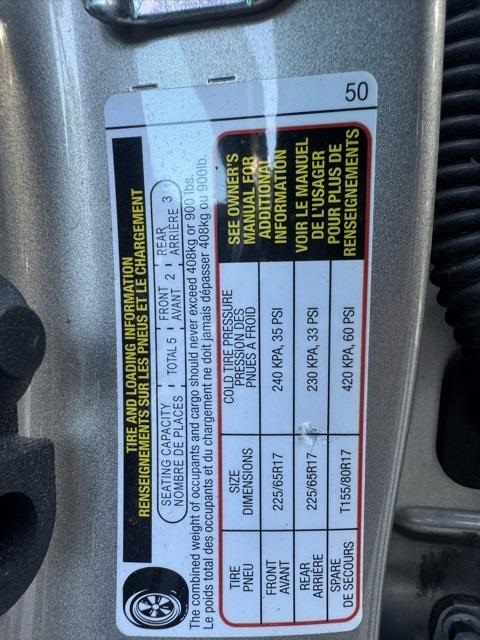 50
TIRE AND LOADING INFORMATION
RENSEIGNEMENTS SUR LES PNEUS ET LE CHARGEMENT
SEATING CAPACITY TOTAL 5 FRONT 2 REAR 3
NOMBRE DE PLACES AVANT ARRIÈRE
The combined weight of occupants and cargo should never exceed 408kg or 900 lbs.
Le poids total des occupants et du chargement ne doit jamais dépasser 408kg ou 900lb.
TIRE SIZE COLD TIRE PRESSURE SEE OWNER'S
PNEU DIMENSIONS PRESSION DES MANUAL FOR
PNUES À FROID ADDITIONAL
INFORMATION
FRONT 225/65R17 240 KPA, 35 PSI
AVANT
REAR 225/65R17 230 KPA, 33 PSI VOIR LE MANUEL
ARRIÈRE DE L'USAGER
SPARE T155/80R17 420 KPA, 60 PSI POUR PLUS DE
DE SECOURS RENSEIGNEMENTS